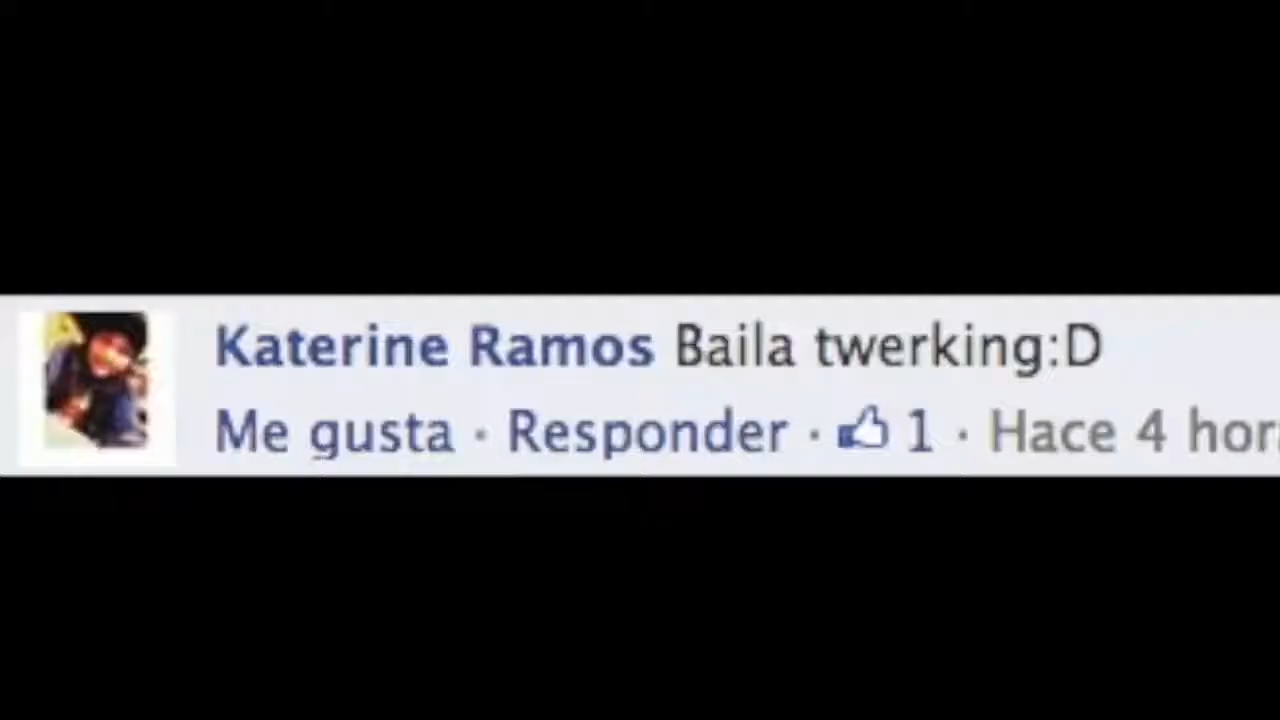 Katerine Ramos Baila twerking:D
Me gusta · Responder · 1 · Hace 4 hor